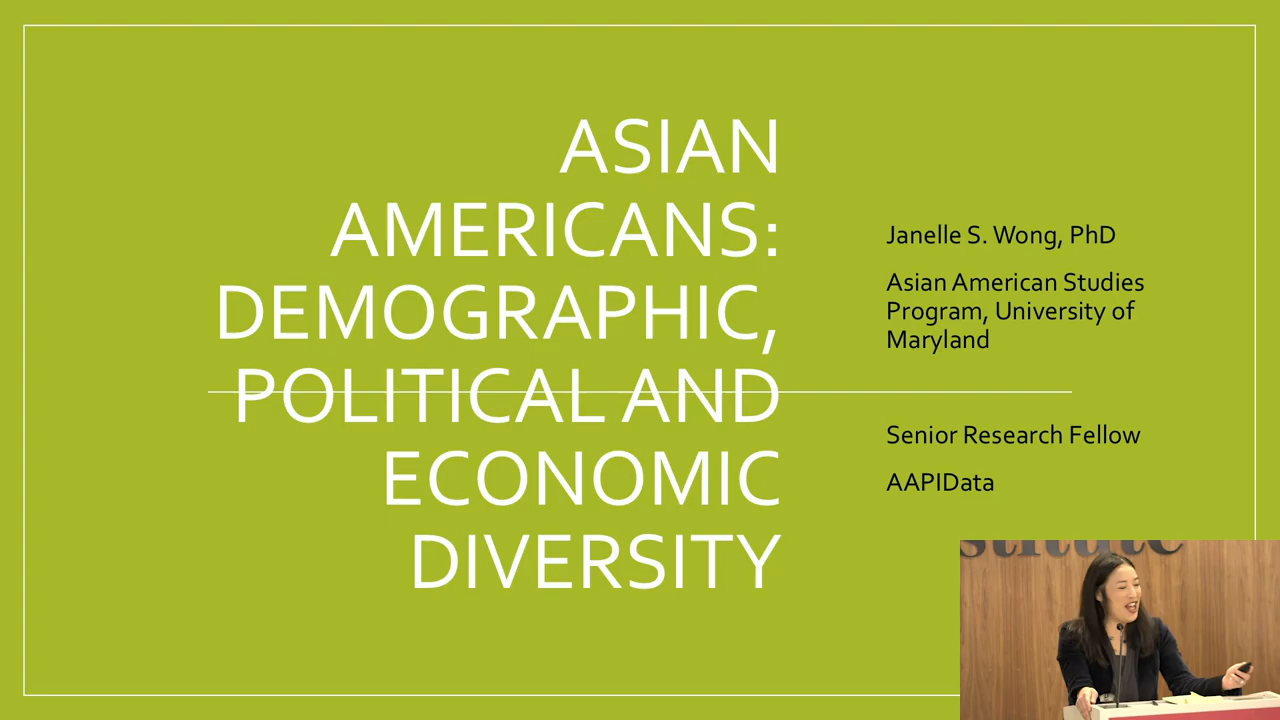 ASIAN
AMERICANS:
DEMOGRAPHIC,
POLITICAL AND
ECONOMIC
DIVERSITY
Janelle S. Wong, PhD
Asian American Studies
Program, University of
Maryland
Senior Research Fellow
AAPIData